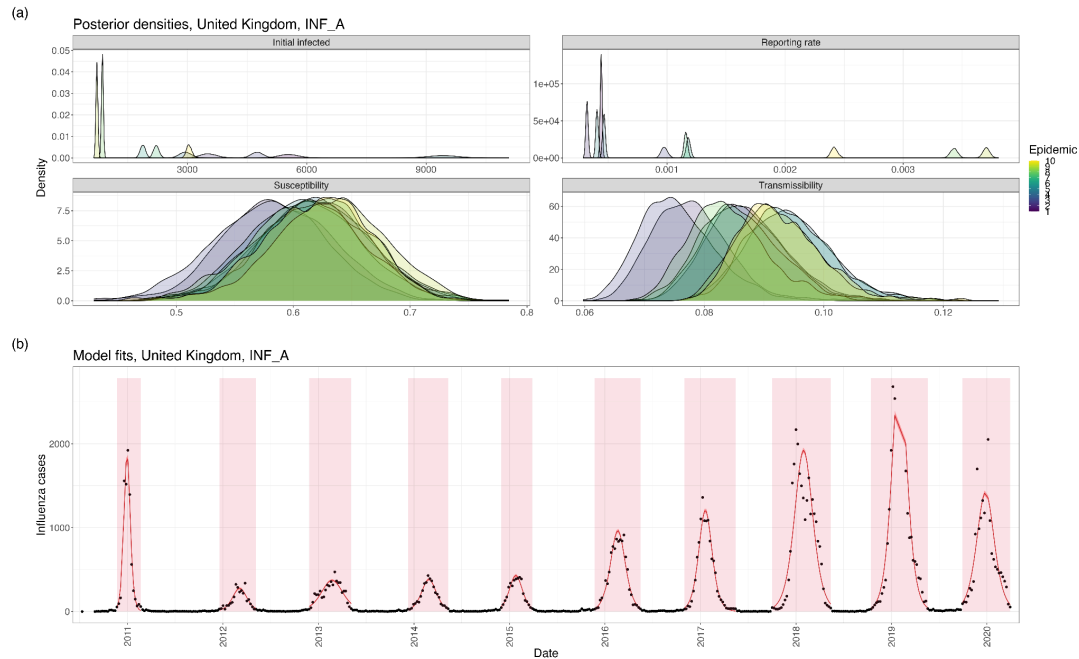 (a)
Posterior densities, United Kingdom, INF_A
Initial infected
Reporting rate
0.05
0.04
0.03
0.02
0.01
0.00
3000 6000 9000
1e+05
5e+04
0e+00
0.001 0.002 0.003
Density
Susceptibility
Transmissibility
7.5
5.0
2.5
0.0
0.5 0.6 0.7 0.8
60
40
20
0
0.06 0.08 0.10 0.12
Epidemic
10
(b)
Model fits, United Kingdom, INF_A
Influenza cases
2000
1000
0
2011 2012 2013 2014 2015 2016 2017 2018 2019 2020
Date